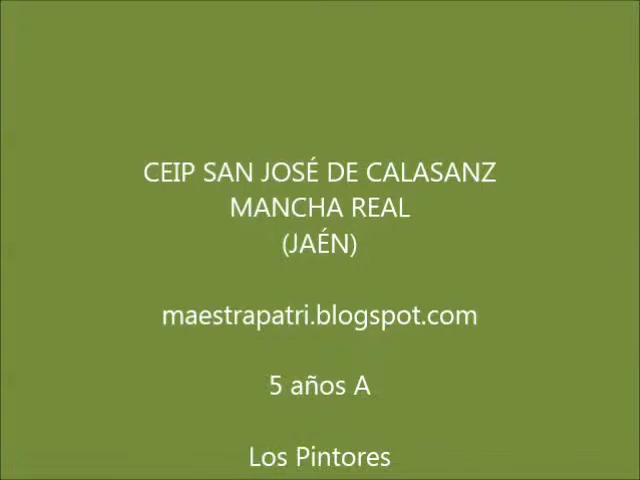 CEIP SAN JOSÉ DE CALASANZ
MANCHA REAL
(JAÉN)
maestrapatri.blogspot.com
5 años A
Los Pintores